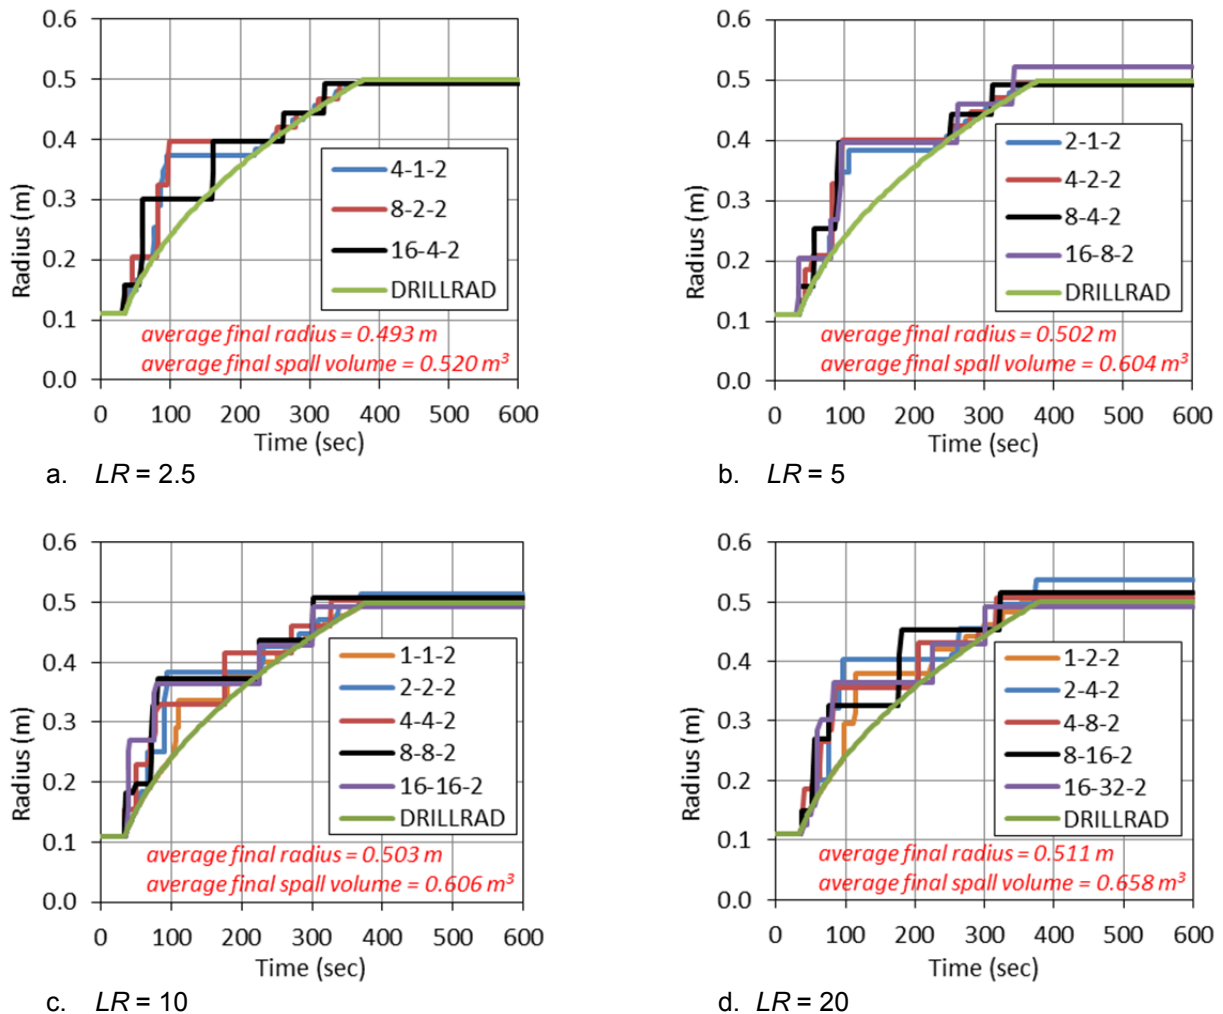 0.6
0.5
0.4
0.3
0.2
0.1
0.0
Radius (m)
4-1-2
8-2-2
16-4-2
DRILLRAD
average final radius = 0.493 m
average final spall volume = 0.520 m³
0 100 200 300 400 500 600
Time (sec)
a. LR = 2.5
0.6
0.5
0.4
0.3
0.2
0.1
0.0
Radius (m)
2-1-2
4-2-2
8-4-2
16-8-2
DRILLRAD
average final radius = 0.502 m
average final spall volume = 0.604 m³
0 100 200 300 400 500 600
Time (sec)
b. LR = 5
0.6
0.5
0.4
0.3
0.2
0.1
0.0
Radius (m)
1-1-2
2-2-2
4-4-2
8-8-2
16-16-2
DRILLRAD
average final radius = 0.503 m
average final spall volume = 0.606 m³
0 100 200 300 400 500 600
Time (sec)
c. LR = 10
0.6
0.5
0.4
0.3
0.2
0.1
0.0
Radius (m)
1-2-2
2-4-2
4-8-2
8-16-2
16-32-2
DRILLRAD
average final radius = 0.511 m
average final spall volume = 0.658 m³
0 100 200 300 400 500 600
Time (sec)
d. LR = 20